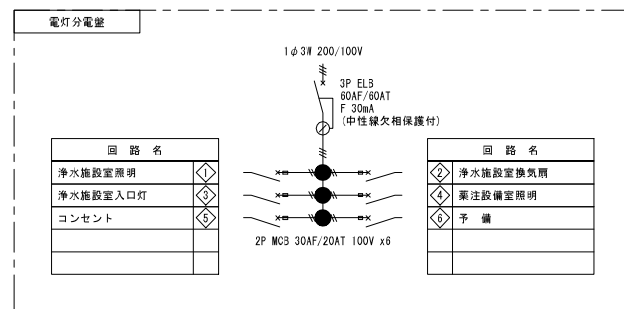 電灯分電盤
1φ3W 200/100V
3P ELB
60AF/60AT
F 30mA
(中性線欠相保護付)
回 路 名
浄水施設室照明 1
浄水施設室入口灯 3
コンセント 5
回 路 名
2 浄水施設室換気扇
4 薬注設備室照明
6 予 備
2P MCB 30AF/20AT 100V x6